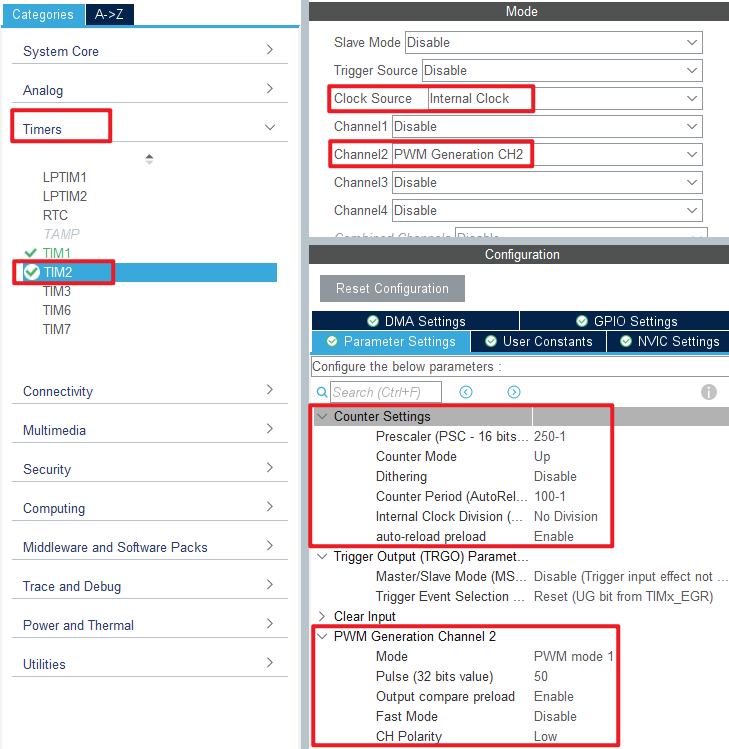 Categories A->Z
System Core
Analog
Timers
LPTIM1
LPTIM2
RTC
TAMP
TIM1
TIM2
TIM3
TIM6
TIM7
Connectivity
Multimedia
Security
Computing
Middleware and Software Packs
Trace and Debug
Power and Thermal
Utilities
Mode
Slave Mode Disable
Trigger Source Disable
Clock Source Internal Clock
Channel1 Disable
Channel2 PWM Generation CH2
Channel3 Disable
Channel4 Disable
Combined Channels Disable
Configuration
Reset Configuration
DMA Settings GPIO Settings
Parameter Settings User Constants NVIC Settings
Configure the below parameters :
Search (Ctrl+F)
Counter Settings
Prescaler (PSC - 16 bits... 250-1
Counter Mode Up
Dithering Disable
Counter Period (AutoRel... 100-1
Internal Clock Division (... No Division
auto-reload preload Enable
Trigger Output (TRGO) Paramet...
Master/Slave Mode (MS... Disable (Trigger input effect not ...
Trigger Event Selection ... Reset (UG bit from TIMx_EGR)
Clear Input
PWM Generation Channel 2
Mode PWM mode 1
Pulse (32 bits value) 50
Output compare preload Enable
Fast Mode Disable
CH Polarity Low